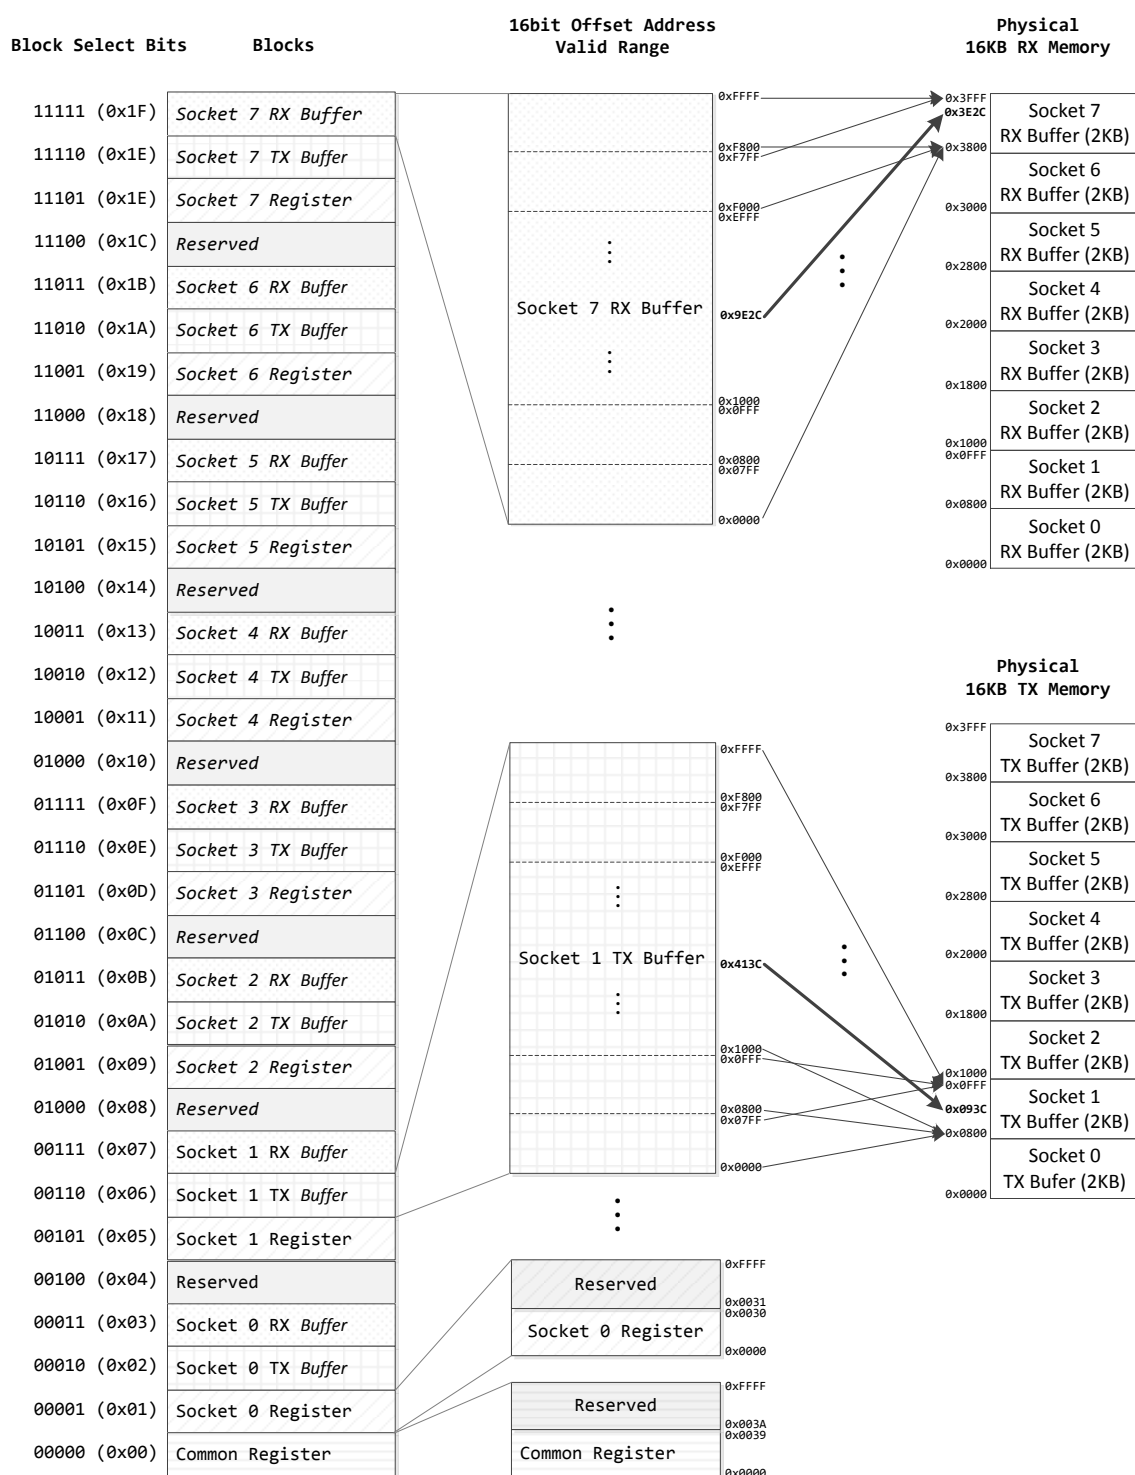 Block Select Bits
Blocks
16bit Offset Address
Valid Range
Physical
16KB RX Memory
11111 (0x1F) Socket 7 RX Buffer
11110 (0x1E) Socket 7 TX Buffer
11101 (0x1E) Socket 7 Register
11100 (0x1C) Reserved
11011 (0x1B) Socket 6 RX Buffer
11010 (0x1A) Socket 6 TX Buffer
11001 (0x19) Socket 6 Register
11000 (0x18) Reserved
10111 (0x17) Socket 5 RX Buffer
10110 (0x16) Socket 5 TX Buffer
10101 (0x15) Socket 5 Register
10100 (0x14) Reserved
10011 (0x13) Socket 4 RX Buffer
10010 (0x12) Socket 4 TX Buffer
10001 (0x11) Socket 4 Register
01000 (0x10) Reserved
01111 (0x0F) Socket 3 RX Buffer
01110 (0x0E) Socket 3 TX Buffer
01101 (0x0D) Socket 3 Register
01100 (0x0C) Reserved
01011 (0x0B) Socket 2 RX Buffer
01010 (0x0A) Socket 2 TX Buffer
01001 (0x09) Socket 2 Register
01000 (0x08) Reserved
00111 (0x07) Socket 1 RX Buffer
00110 (0x06) Socket 1 TX Buffer
00101 (0x05) Socket 1 Register
00100 (0x04) Reserved
00011 (0x03) Socket 0 RX Buffer
00010 (0x02) Socket 0 TX Buffer
00001 (0x01) Socket 0 Register
00000 (0x00) Common Register
Socket 7 RX Buffer
0xFFFF
0xF800
0xF7FF
0xF000
0xEFFF
0x9E2C
0x1000
0x0FFF
0x0800
0x07FF
0x0000
0x3FFF
0x3E2C
0x3800
0x3000
0x2800
0x2000
0x1800
0x1000
0x0FFF
0x0800
0x0000
Socket 7
RX Buffer (2KB)
Socket 6
RX Buffer (2KB)
Socket 5
RX Buffer (2KB)
Socket 4
RX Buffer (2KB)
Socket 3
RX Buffer (2KB)
Socket 2
RX Buffer (2KB)
Socket 1
RX Buffer (2KB)
Socket 0
RX Buffer (2KB)
Socket 1 TX Buffer
0xFFFF
0xF800
0xF7FF
0xF000
0xEFFF
0x413C
0x1000
0x0FFF
0x0800
0x07FF
0x0000
Physical
16KB TX Memory
0x3FFF
0x3800
0x3000
0x2800
0x2000
0x1800
0x1000
0x0FFF
0x093C
0x0800
0x0000
Socket 7
TX Buffer (2KB)
Socket 6
TX Buffer (2KB)
Socket 5
TX Buffer (2KB)
Socket 4
TX Buffer (2KB)
Socket 3
TX Buffer (2KB)
Socket 2
TX Buffer (2KB)
Socket 1
TX Buffer (2KB)
Socket 0
TX Bufer (2KB)
Reserved
Socket 0 Register
0xFFFF
0x0031
0x0030
0x0000
Reserved
Common Register
0xFFFF
0x003A
0x0039
0x0000